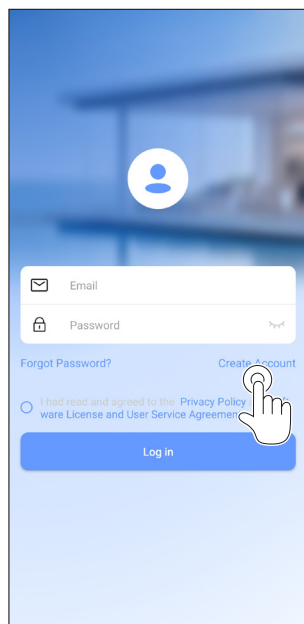 Email
Password
Forgot Password? Create Account
I had read and agreed to the Privacy Policy
ware License and User Service Agreemen
Log in